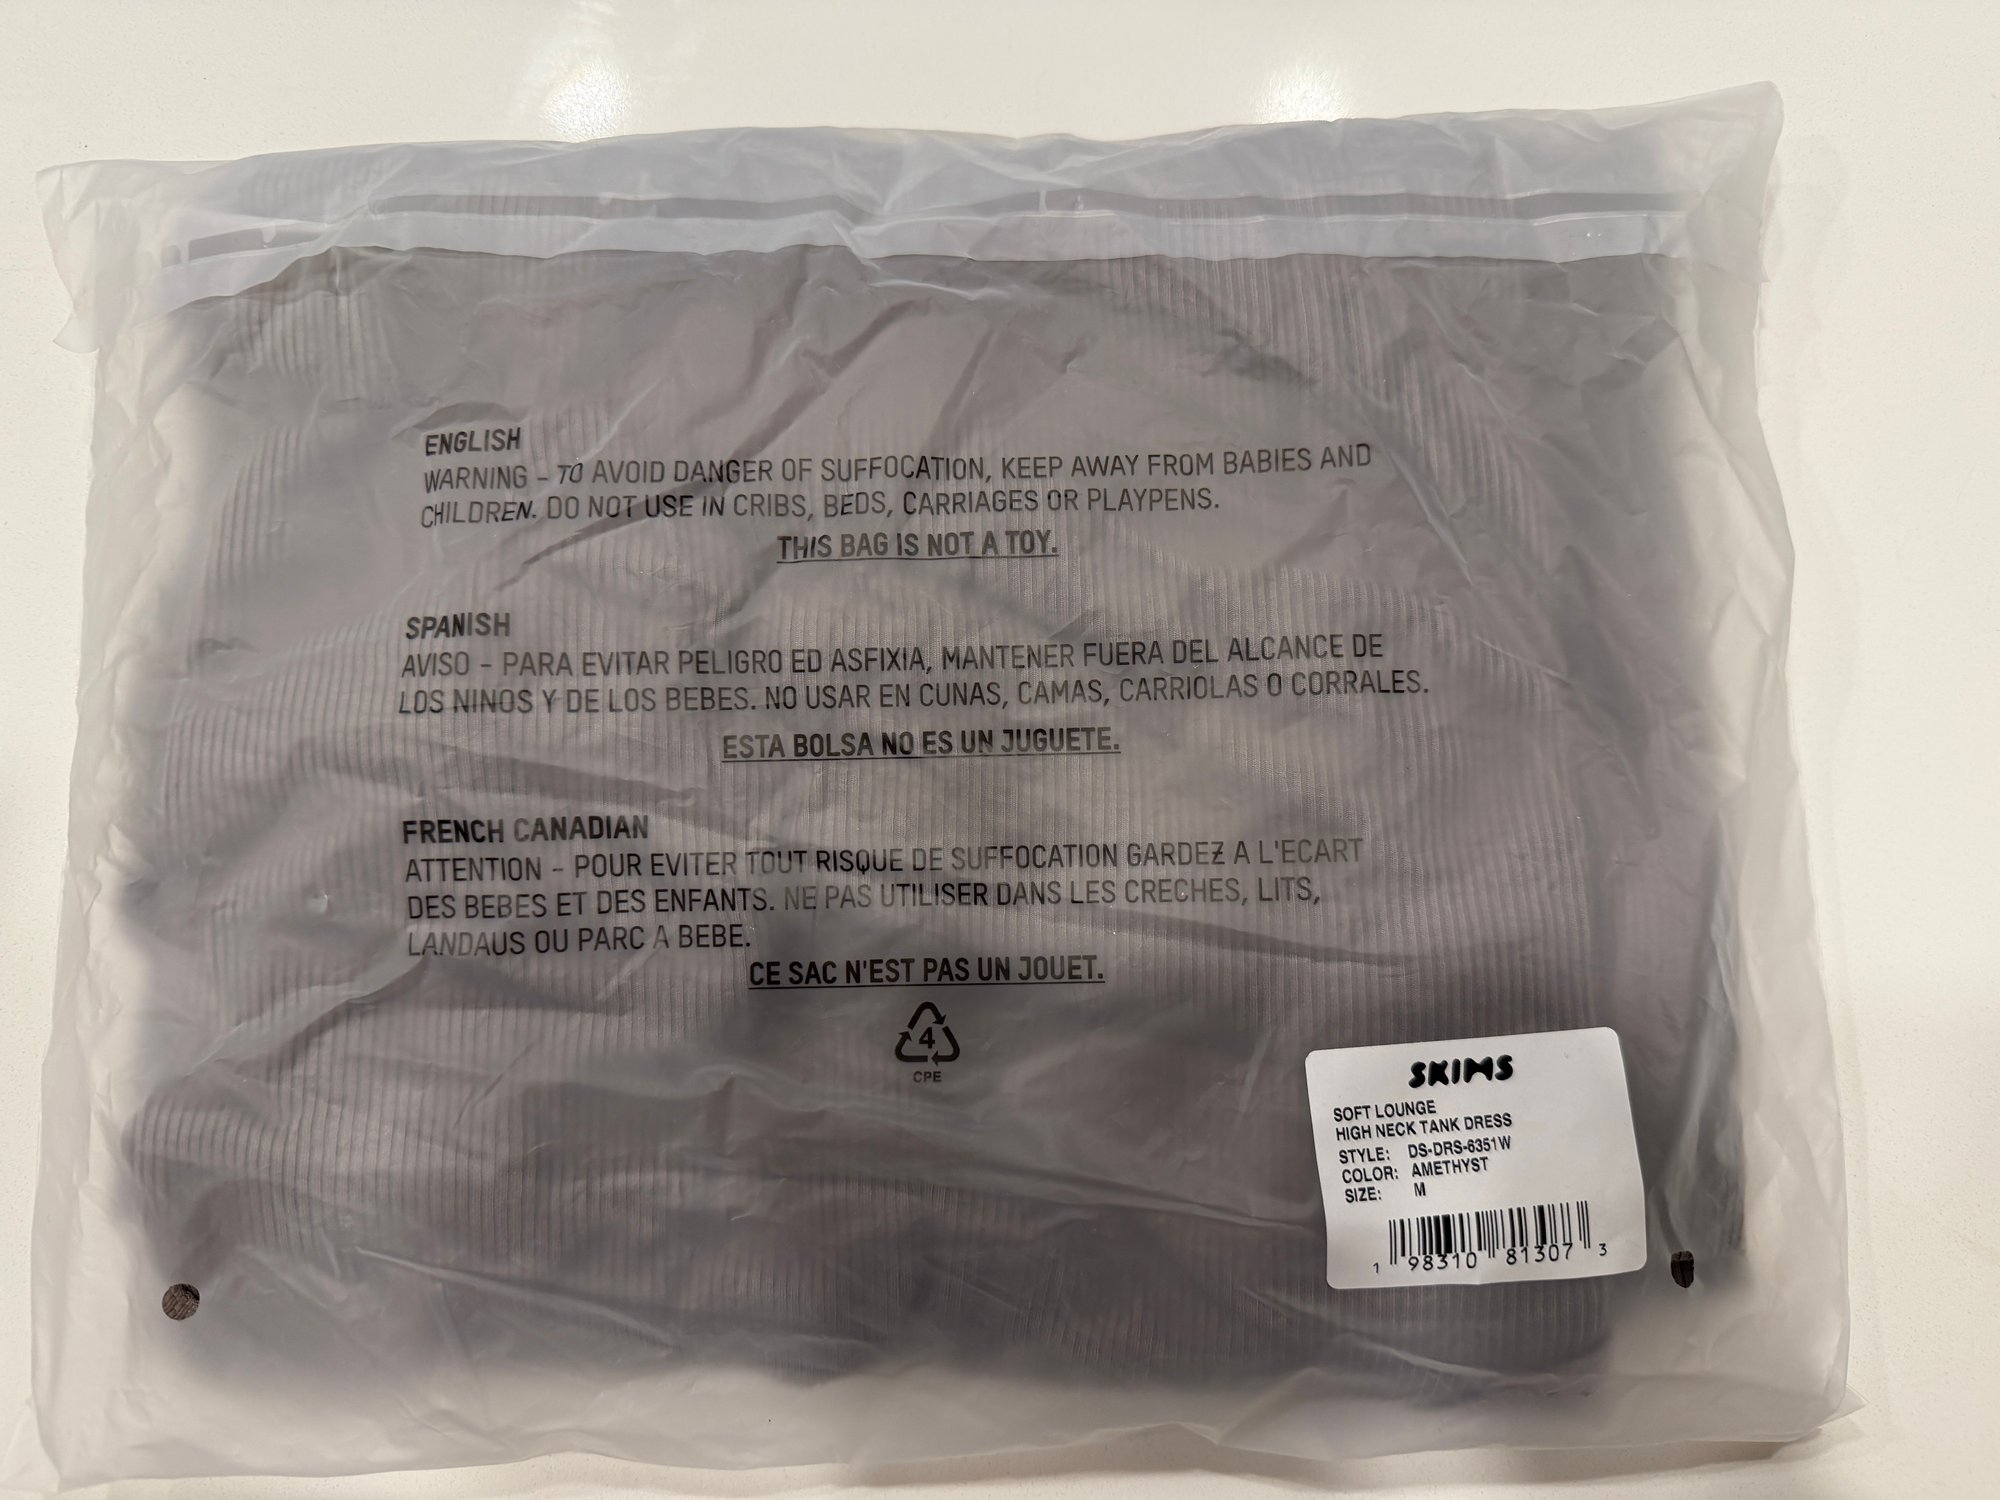 ENGLISH
WARNING – TO AVOID DANGER OF SUFFOCATION, KEEP AWAY FROM BABIES AND
CHILDREN. DO NOT USE IN CRIBS, BEDS, CARRIAGES OR PLAYPENS.
THIS BAG IS NOT A TOY.
SPANISH
AVISO – PARA EVITAR PELIGRO ED ASFIXIA, MANTENER FUERA DEL ALCANCE DE
LOS NINOS Y DE LOS BEBES. NO USAR EN CUNAS, CAMAS, CARRIOLAS O CORRALES.
ESTA BOLSA NO ES UN JUGUETE.
FRENCH CANADIAN
ATTENTION – POUR EVITER TOUT RISQUE DE SUFFOCATION GARDEZ A L'ECART
DES BEBES ET DES ENFANTS. NE PAS UTILISER DANS LES CRECHES, LITS,
LANDAUS OU PARC A BEBE.
CE SAC N'EST PAS UN JOUET.
4
CPE
SKIMS
SOFT LOUNGE
HIGH NECK TANK DRESS
STYLE: DS-DRS-6351W
COLOR: AMETHYST
SIZE: M
1 98310 81307 3